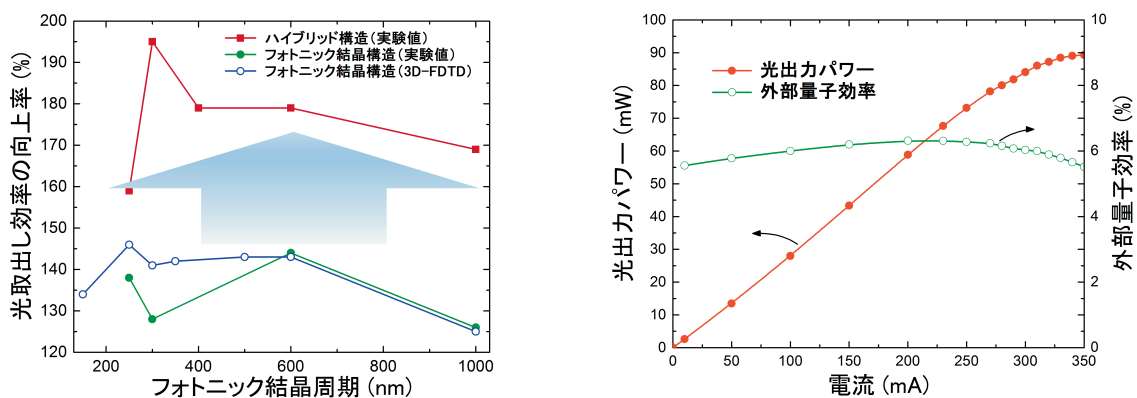 200
190
180
170
160
150
140
130
120
光取出し効率の向上率 (%)
ハイブリッド構造(実験値)
フォトニック結晶構造(実験値)
フォトニック結晶構造(3D-FDTD)
200 400 600 800 1000
フォトニック結晶周期 (nm)
100
90
80
70
60
50
40
30
20
10
0
光出力パワー (mW)
光出力パワー
外部量子効率
10
8
6
4
2
0
外部量子効率 (%)
0 50 100 150 200 250 300 350
電流 (mA)